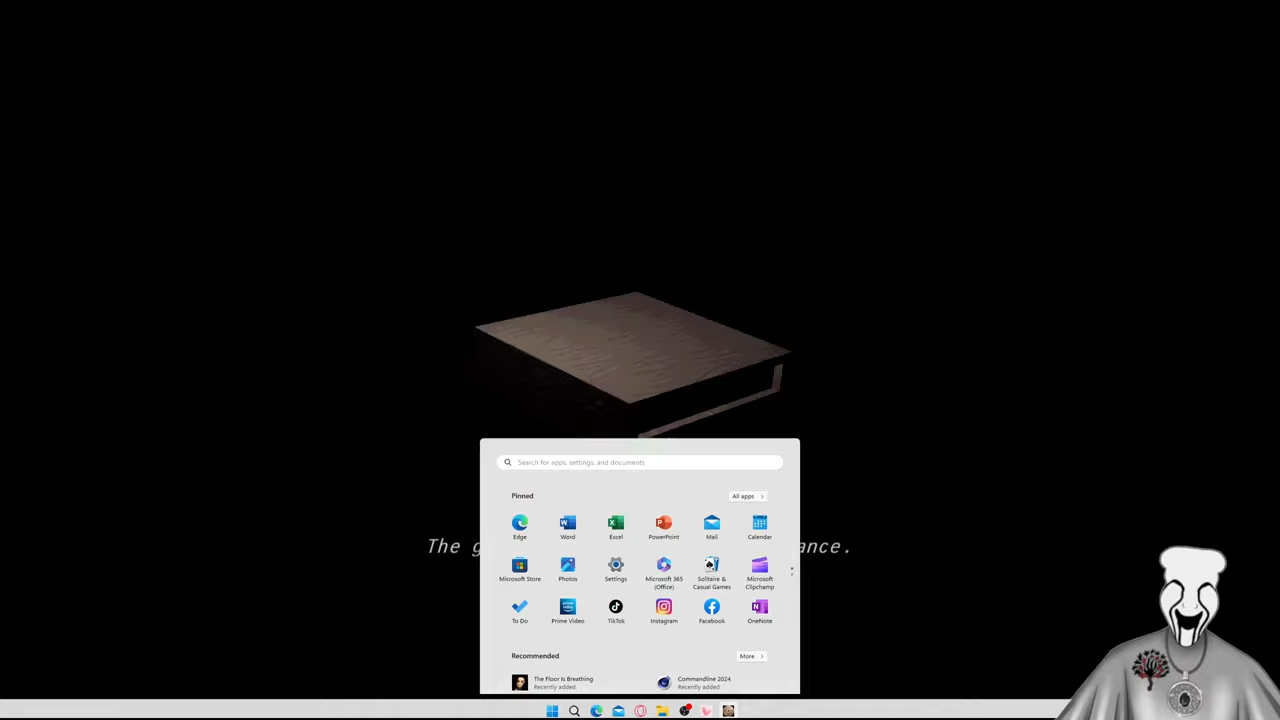 Search for apps, settings, and documents
Pinned
All apps
Edge
Word
Excel
PowerPoint
Mail
Calendar
The
Microsoft Store
Photos
Settings
Microsoft 365
(Office)
Solitaire &
Casual Games
Microsoft
Clipchamp
To Do
Prime Video
TikTok
Instagram
Facebook
OneNote
Recommended
More
The Floor Is Breathing
Recently added
Commandline 2024
Recently added